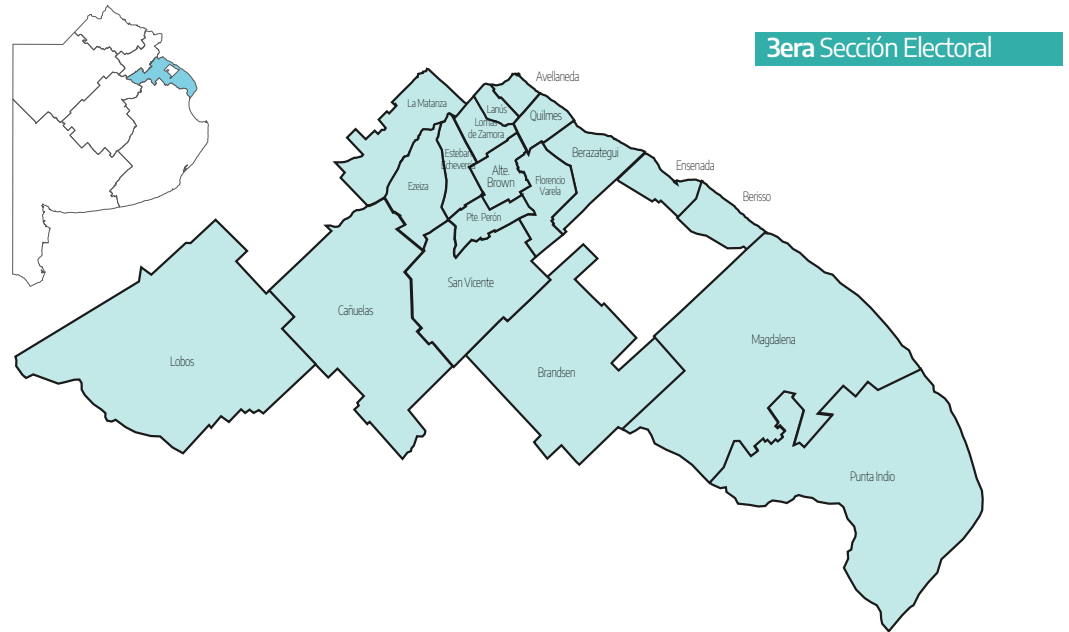 3era Sección Electoral
Avellaneda
La Matanza
Lanús
Quilmes
Lomas
de Zamora
Berazategui
Esteban
Echeverría
Ensenada
Alte.
Brown
Florencio
Varela
Ezeiza
Berisso
Pte. Perón
San Vicente
Cañuelas
Magdalena
Lobos
Brandsen
Punta Indio